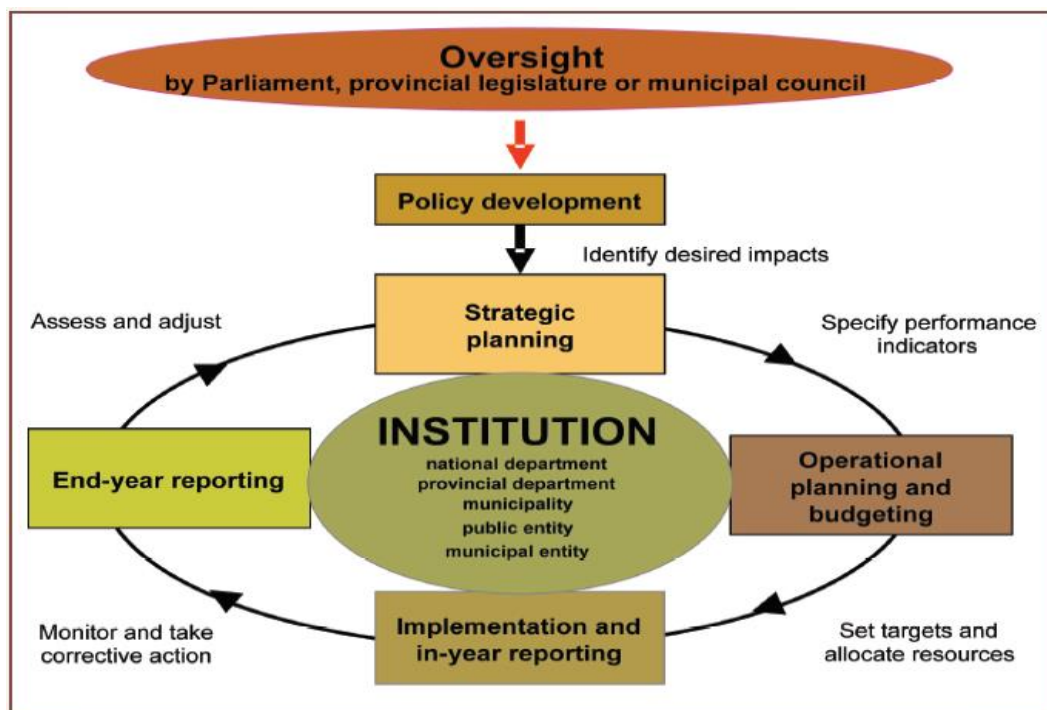 Oversight
by Parliament, provincial legislature or municipal council
Policy development
Identify desired impacts
Strategic
planning
Assess and adjust
Specify performance
indicators
INSTITUTION
national department
provincial department
municipality
public entity
municipal entity
End-year reporting
Operational
planning and
budgeting
Implementation and
in-year reporting
Monitor and take
corrective action
Set targets and
allocate resources